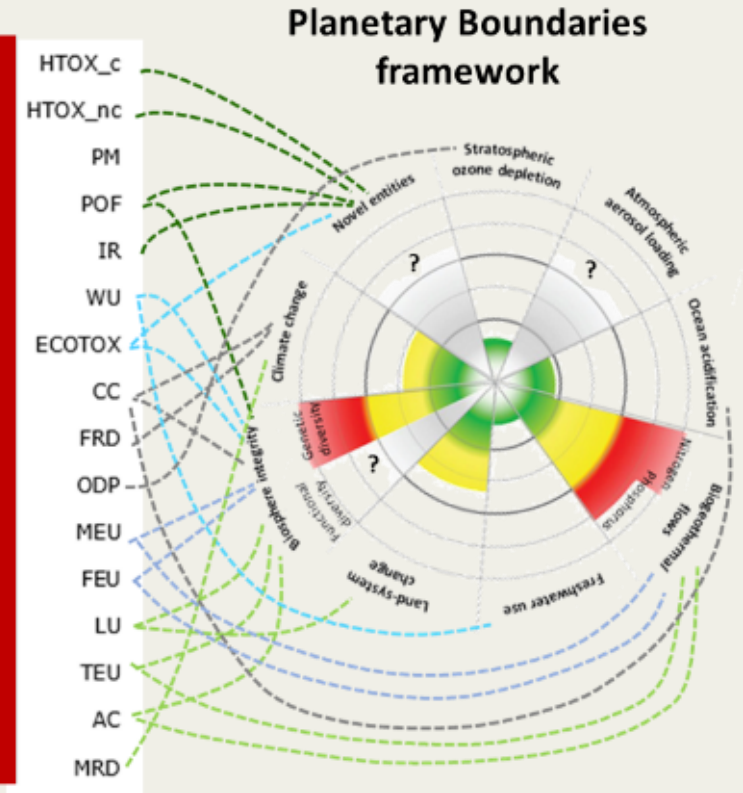 Planetary Boundaries
framework
HTOX_c
HTOX_nc
PM
POF
IR
WU
ECOTOX
CC
FRD
ODP
MEU
FEU
LU
TEU
AC
MRD
Stratospheric
ozone depletion
Atmospheric
aerosol loading
Ocean acidification
Biogeothermal
flows
Nitrogen
Phosphorus
Freshwater use
Land-system
change
Biosphere integrity
Functional
diversity
Genetic
diversity
Climate change
Novel entities
?
?
?